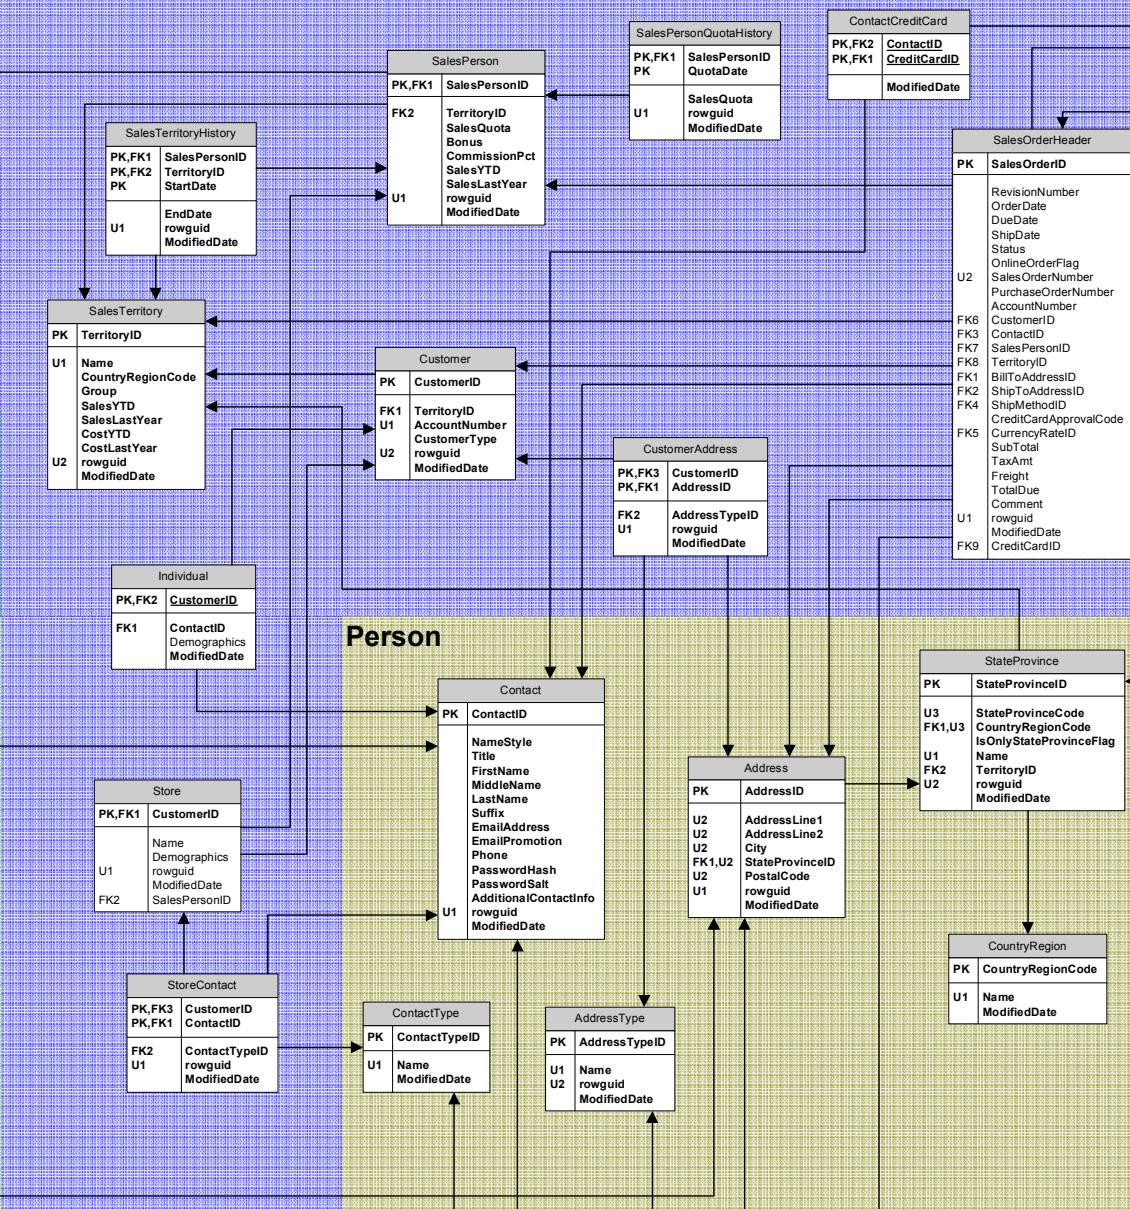 ContactCreditCard
PK,FK2 ContactID
PK,FK1 CreditCardID
ModifiedDate
SalesPersonQuotaHistory
PK,FK1 SalesPersonID
PK QuotaDate
SalesQuota
U1 rowguid
ModifiedDate
SalesPerson
PK,FK1 SalesPersonID
FK2 TerritoryID
SalesQuota
Bonus
CommissionPct
SalesYTD
SalesLastYear
U1 rowguid
ModifiedDate
SalesTerritoryHistory
PK,FK1 SalesPersonID
PK,FK2 TerritoryID
PK StartDate
EndDate
U1 rowguid
ModifiedDate
SalesOrderHeader
PK SalesOrderID
RevisionNumber
OrderDate
DueDate
ShipDate
Status
OnlineOrderFlag
U2 SalesOrderNumber
PurchaseOrderNumber
AccountNumber
FK6 CustomerID
FK3 ContactID
FK7 SalesPersonID
FK8 TerritoryID
FK1 BillToAddressID
FK2 ShipToAddressID
FK4 ShipMethodID
CreditCardApprovalCode
FK5 CurrencyRateID
SubTotal
TaxAmt
Freight
TotalDue
Comment
U1 rowguid
ModifiedDate
FK9 CreditCardID
SalesTerritory
PK TerritoryID
U1 Name
CountryRegionCode
Group
SalesYTD
SalesLastYear
CostYTD
CostLastYear
U2 rowguid
ModifiedDate
Customer
PK CustomerID
FK1 TerritoryID
U1 AccountNumber
CustomerType
U2 rowguid
ModifiedDate
CustomerAddress
PK,FK3 CustomerID
PK,FK1 AddressID
FK2 AddressTypeID
U1 rowguid
ModifiedDate
Individual
PK,FK2 CustomerID
FK1 ContactID
Demographics
ModifiedDate
Person
StateProvince
PK StateProvinceID
U3 StateProvinceCode
FK1,U3 CountryRegionCode
IsOnlyStateProvinceFlag
U1 Name
FK2 TerritoryID
U2 rowguid
ModifiedDate
Contact
PK ContactID
NameStyle
Title
FirstName
MiddleName
LastName
Suffix
EmailAddress
EmailPromotion
Phone
PasswordHash
PasswordSalt
AdditionalContactInfo
U1 rowguid
ModifiedDate
Address
PK AddressID
U2 AddressLine1
U2 AddressLine2
U2 City
FK1,U2 StateProvinceID
U2 PostalCode
U1 rowguid
ModifiedDate
Store
PK,FK1 CustomerID
Name
Demographics
U1 rowguid
ModifiedDate
FK2 SalesPersonID
CountryRegion
PK CountryRegionCode
U1 Name
ModifiedDate
StoreContact
PK,FK3 CustomerID
PK,FK1 ContactID
FK2 ContactTypeID
U1 rowguid
ModifiedDate
ContactType
PK ContactTypeID
U1 Name
ModifiedDate
AddressType
PK AddressTypeID
U1 Name
U2 rowguid
ModifiedDate